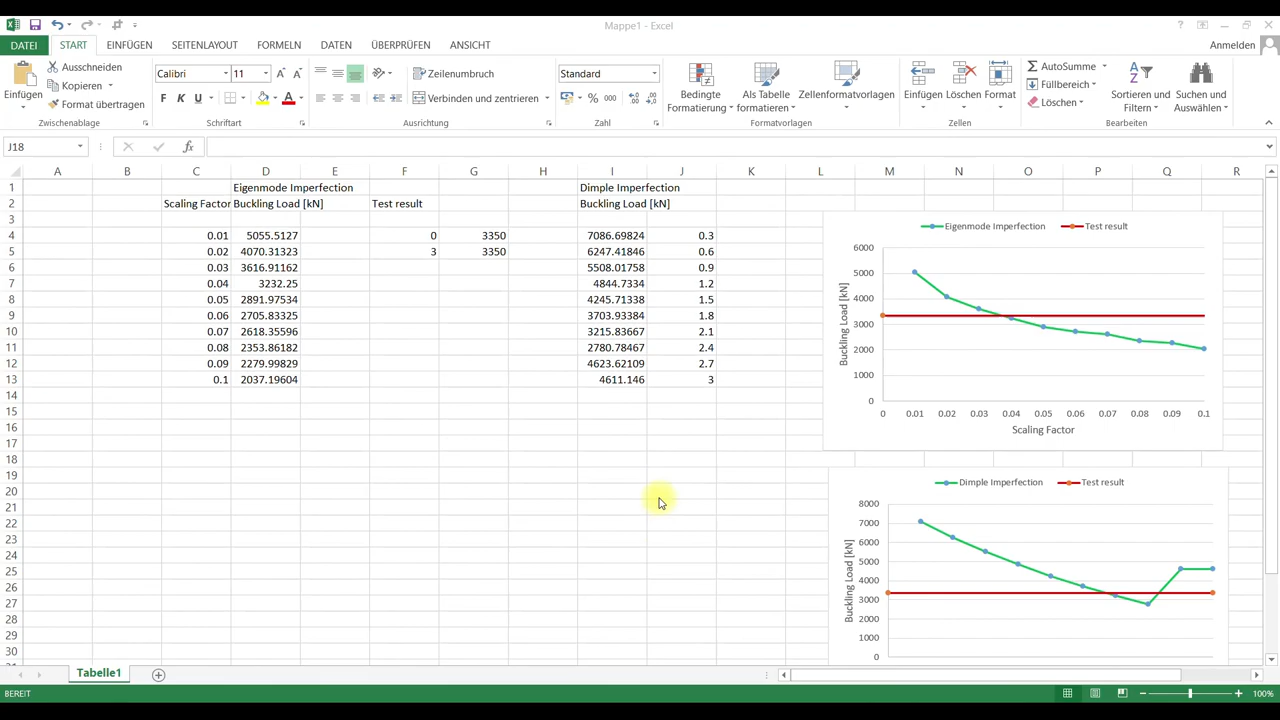 Mappe1 - Excel
DATEI START EINFÜGEN SEITENLAYOUT FORMELN DATEN ÜBERPRÜFEN ANSICHT Anmelden
Einfügen
Ausschneiden
Kopieren
Format übertragen
Zwischenablage
Calibri 11
F K U
Schriftart
Zeilenumbruch
Verbinden und zentrieren
Ausrichtung
Standard
% 000
Zahl
Bedingte Formatierung
Als Tabelle formatieren
Zellenformatvorlagen
Formatvorlagen
Einfügen Löschen Format
Zellen
AutoSumme
Füllbereich
Löschen
Sortieren und Filtern
Suchen und Auswählen
Bearbeiten
J18
A B C D E F G H I J K L M N O P Q R
1 Eigenmode Imperfection Dimple Imperfection
2 Scaling Factor Buckling Load [kN] Test result Buckling Load [kN]
3
4 0.01 5055.5127 0 3350 7086.69824 0.3
5 0.02 4070.31323 3 3350 6247.41846 0.6
6 0.03 3616.91162 5508.01758 0.9
7 0.04 3232.25 4844.7334 1.2
8 0.05 2891.97534 4245.71338 1.5
9 0.06 2705.83325 3703.93384 1.8
10 0.07 2618.35596 3215.83667 2.1
11 0.08 2353.86182 2780.78467 2.4
12 0.09 2279.99829 4623.62109 2.7
13 0.1 2037.19604 4611.146 3
14
15
16
17
18
19
20
21
22
23
24
25
26
27
28
29
30
Eigenmode Imperfection Test result
Buckling Load [kN]
6000
5000
4000
3000
2000
1000
0
0 0.01 0.02 0.03 0.04 0.05 0.06 0.07 0.08 0.09 0.1
Scaling Factor
Dimple Imperfection Test result
Buckling Load [kN]
8000
7000
6000
5000
4000
3000
2000
1000
0
Tabelle1
BEREIT 100%